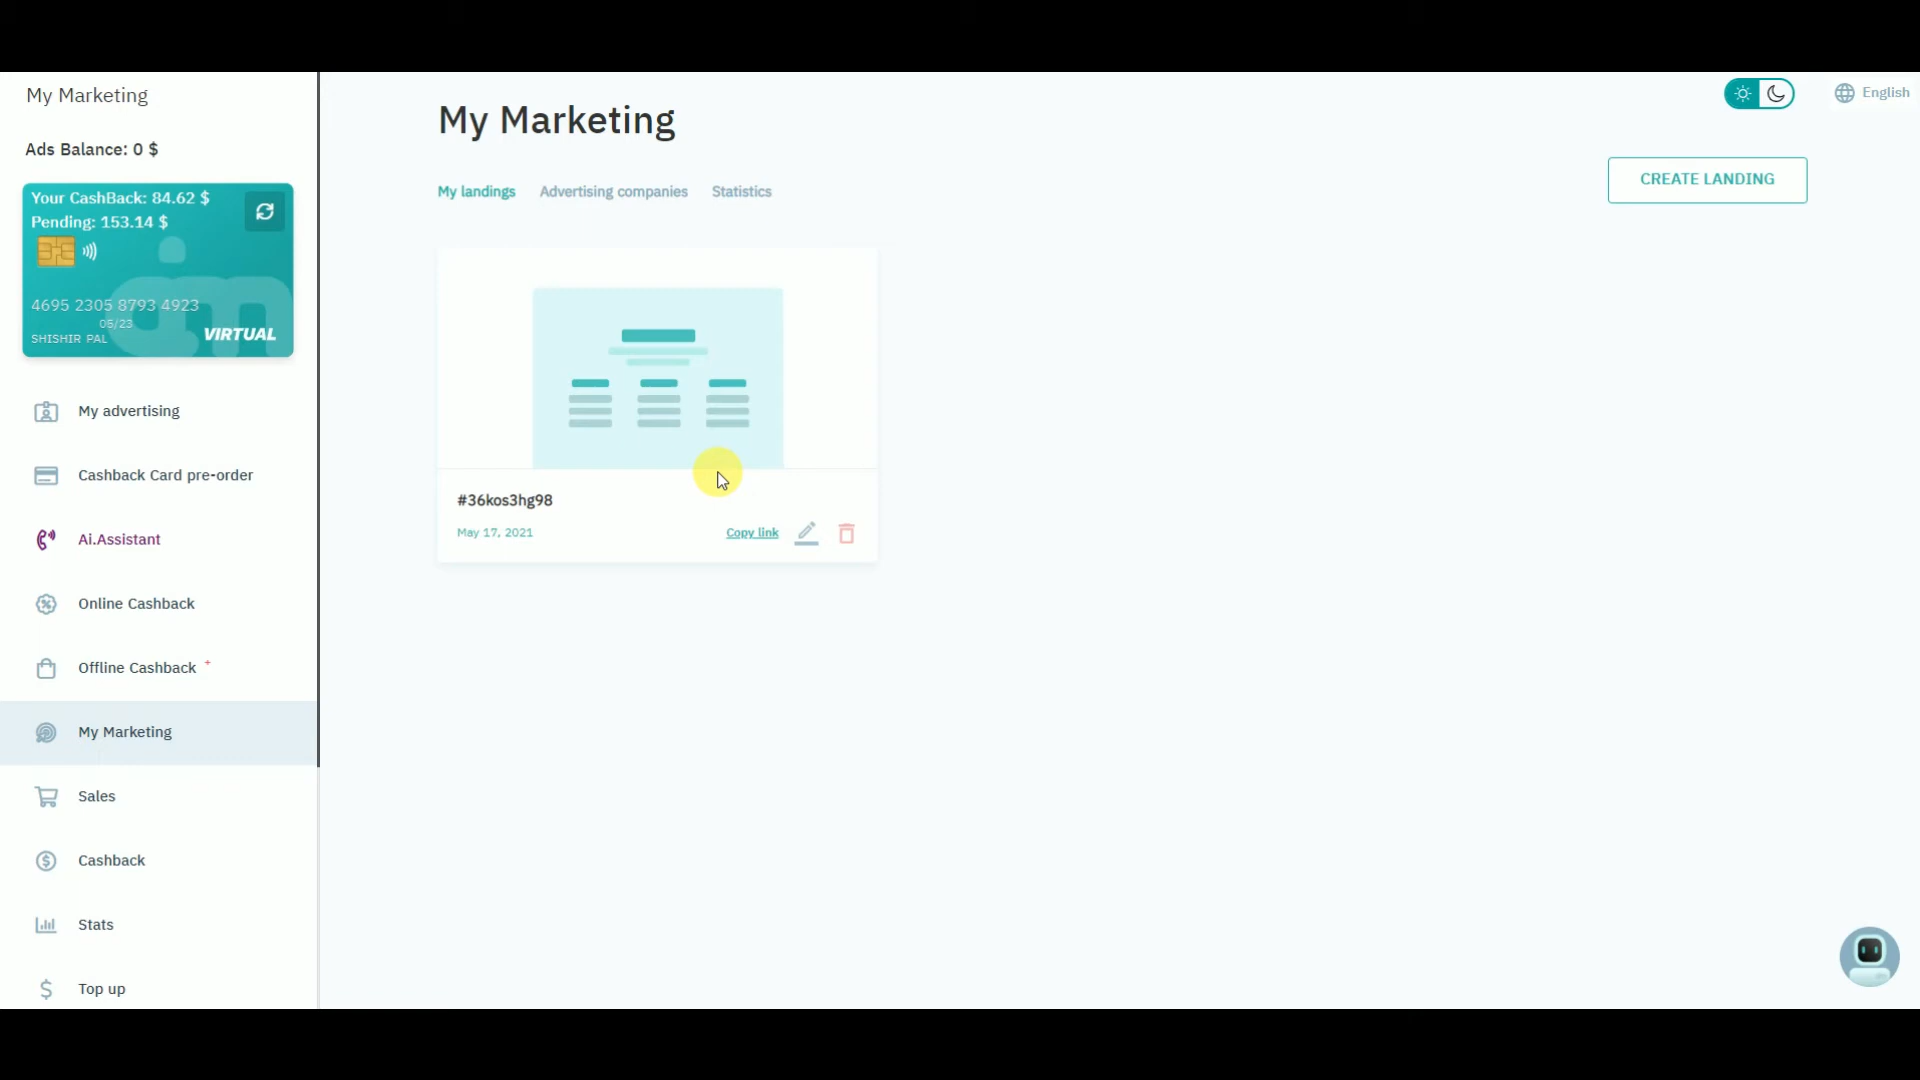 My Marketing
Ads Balance: 0 $
Your CashBack: 84.62 $
Pending: 153.14 $
4695 2305 8793 4923
05/23
SHISHIR PAL
VIRTUAL
My advertising
Cashback Card pre-order
Ai.Assistant
Online Cashback
Offline Cashback +
My Marketing
Sales
Cashback
Stats
Top up
My Marketing
English
My landings
Advertising companies
Statistics
CREATE LANDING
#36kos3hg98
May 17, 2021
Copy link